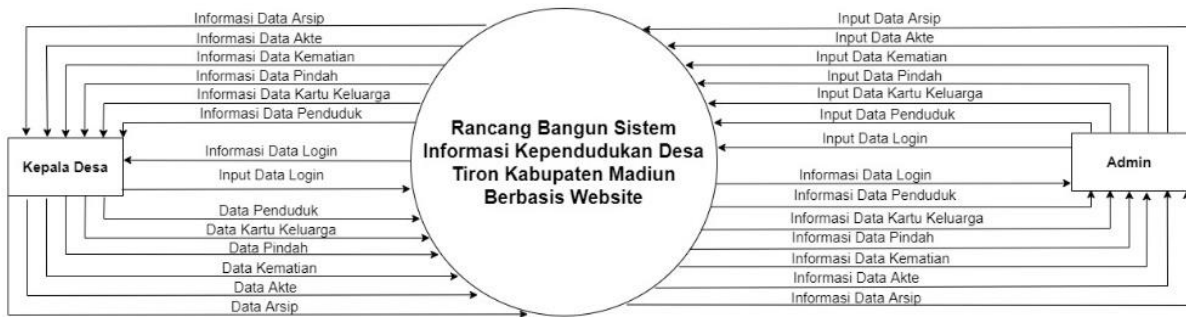 Informasi Data Arsip
Informasi Data Akte
Informasi Data Kematian
Informasi Data Pindah
Informasi Data Kartu Keluarga
Informasi Data Penduduk
Kepala Desa
Informasi Data Login
Input Data Login
Data Penduduk
Data Kartu Keluarga
Data Pindah
Data Kematian
Data Akte
Data Arsip
Rancang Bangun Sistem
Informasi Kependudukan Desa
Tiron Kabupaten Madiun
Berbasis Website
Input Data Arsip
Input Data Akte
Input Data Kematian
Input Data Pindah
Input Data Kartu Keluarga
Input Data Penduduk
Input Data Login
Admin
Informasi Data Login
Informasi Data Penduduk
Informasi Data Kartu Keluarga
Informasi Data Pindah
Informasi Data Kematian
Informasi Data Akte
Informasi Data Arsip